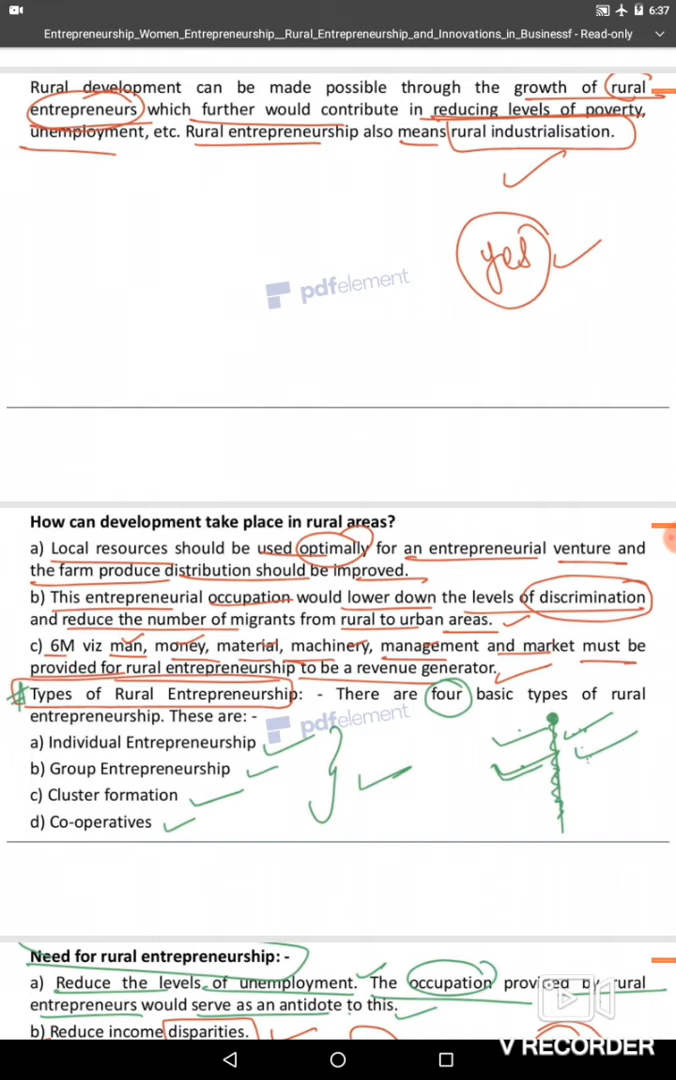 6:37
Entrepreneurship_Women_Entrepreneurship__Rural_Entrepreneurship_and_Innovations_in_Businessf - Read-only
Rural development can be made possible through the growth of rural
entrepreneurs which further would contribute in reducing levels of poverty,
unemployment, etc. Rural entrepreneurship also means rural industrialisation.
yes
pdfelement
How can development take place in rural areas?
a) Local resources should be used optimally for an entrepreneurial venture and
the farm produce distribution should be improved.
b) This entrepreneurial occupation would lower down the levels of discrimination
and reduce the number of migrants from rural to urban areas.
c) 6M viz man, money, material, machinery, management and market must be
provided for rural entrepreneurship to be a revenue generator.
# Types of Rural Entrepreneurship: - There are four basic types of rural
entrepreneurship. These are: -
pdfelement
a) Individual Entrepreneurship
b) Group Entrepreneurship
c) Cluster formation
d) Co-operatives
Need for rural entrepreneurship: -
a) Reduce the levels of unemployment. The occupation provided by rural
entrepreneurs would serve as an antidote to this.
b) Reduce income disparities.
V RECORDER